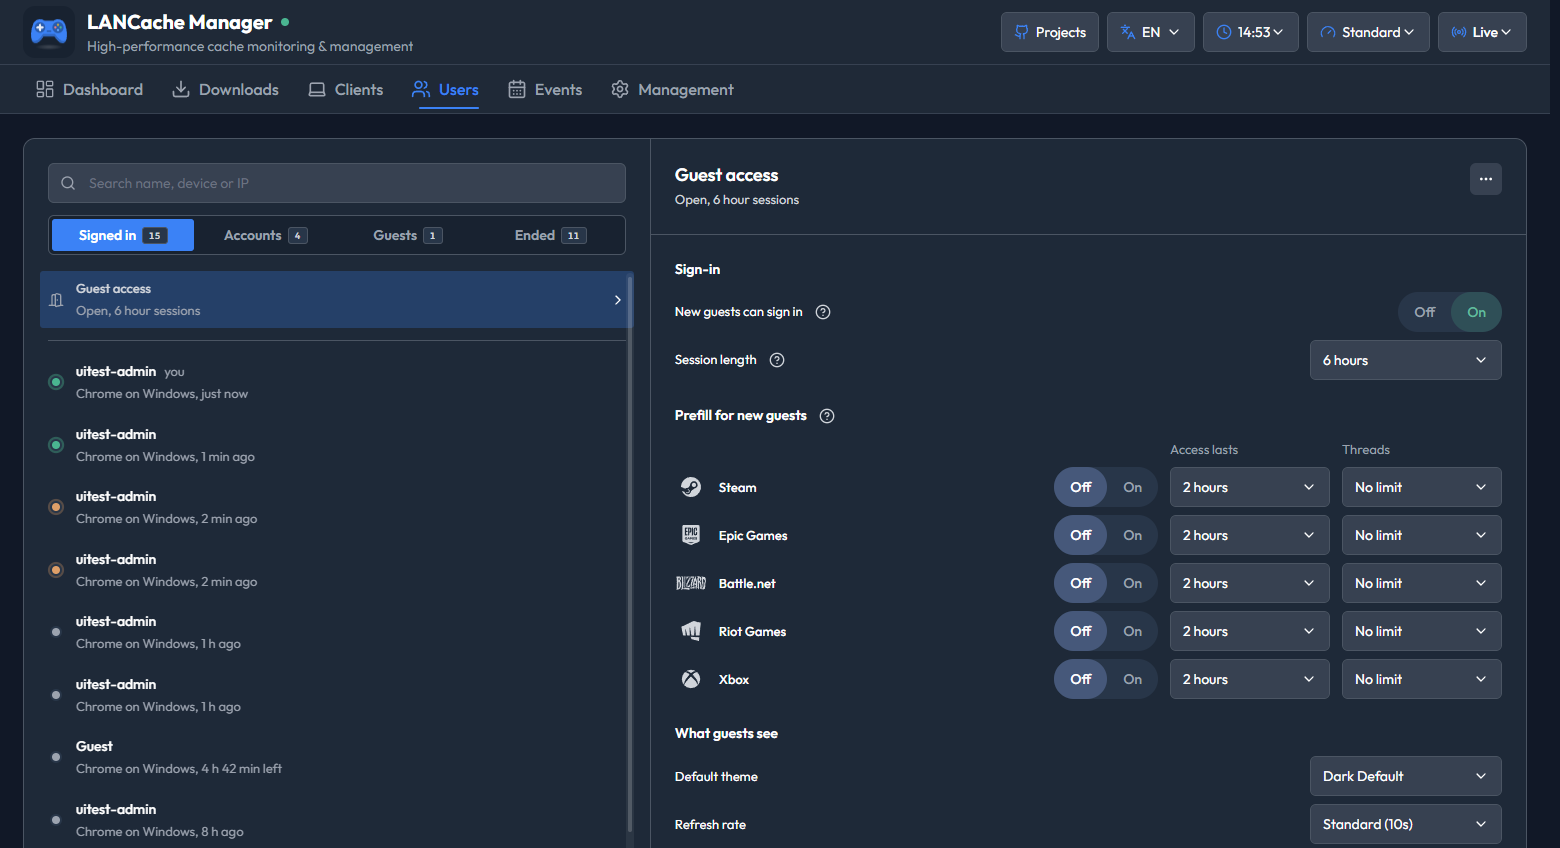 LANCache Manager
High-performance cache monitoring & management
Projects
EN
14:53
Standard
Live
Dashboard
Downloads
Clients
Users
Events
Management
Search name, device or IP
Signed in 15
Accounts 4
Guests 1
Ended 11
Guest access
Open, 6 hour sessions
uitest-admin you
Chrome on Windows, just now
uitest-admin
Chrome on Windows, 1 min ago
uitest-admin
Chrome on Windows, 2 min ago
uitest-admin
Chrome on Windows, 2 min ago
uitest-admin
Chrome on Windows, 1 h ago
uitest-admin
Chrome on Windows, 1 h ago
Guest
Chrome on Windows, 4 h 42 min left
uitest-admin
Chrome on Windows, 8 h ago
Guest access
Open, 6 hour sessions
Sign-in
New guests can sign in
Off On
Session length
6 hours
Prefill for new guests
Access lasts Threads
Steam Off On 2 hours No limit
EPIC GAMES
Epic Games Off On 2 hours No limit
BLIZZARD
Battle.net Off On 2 hours No limit
Riot Games Off On 2 hours No limit
Xbox Off On 2 hours No limit
What guests see
Default theme
Dark Default
Refresh rate
Standard (10s)